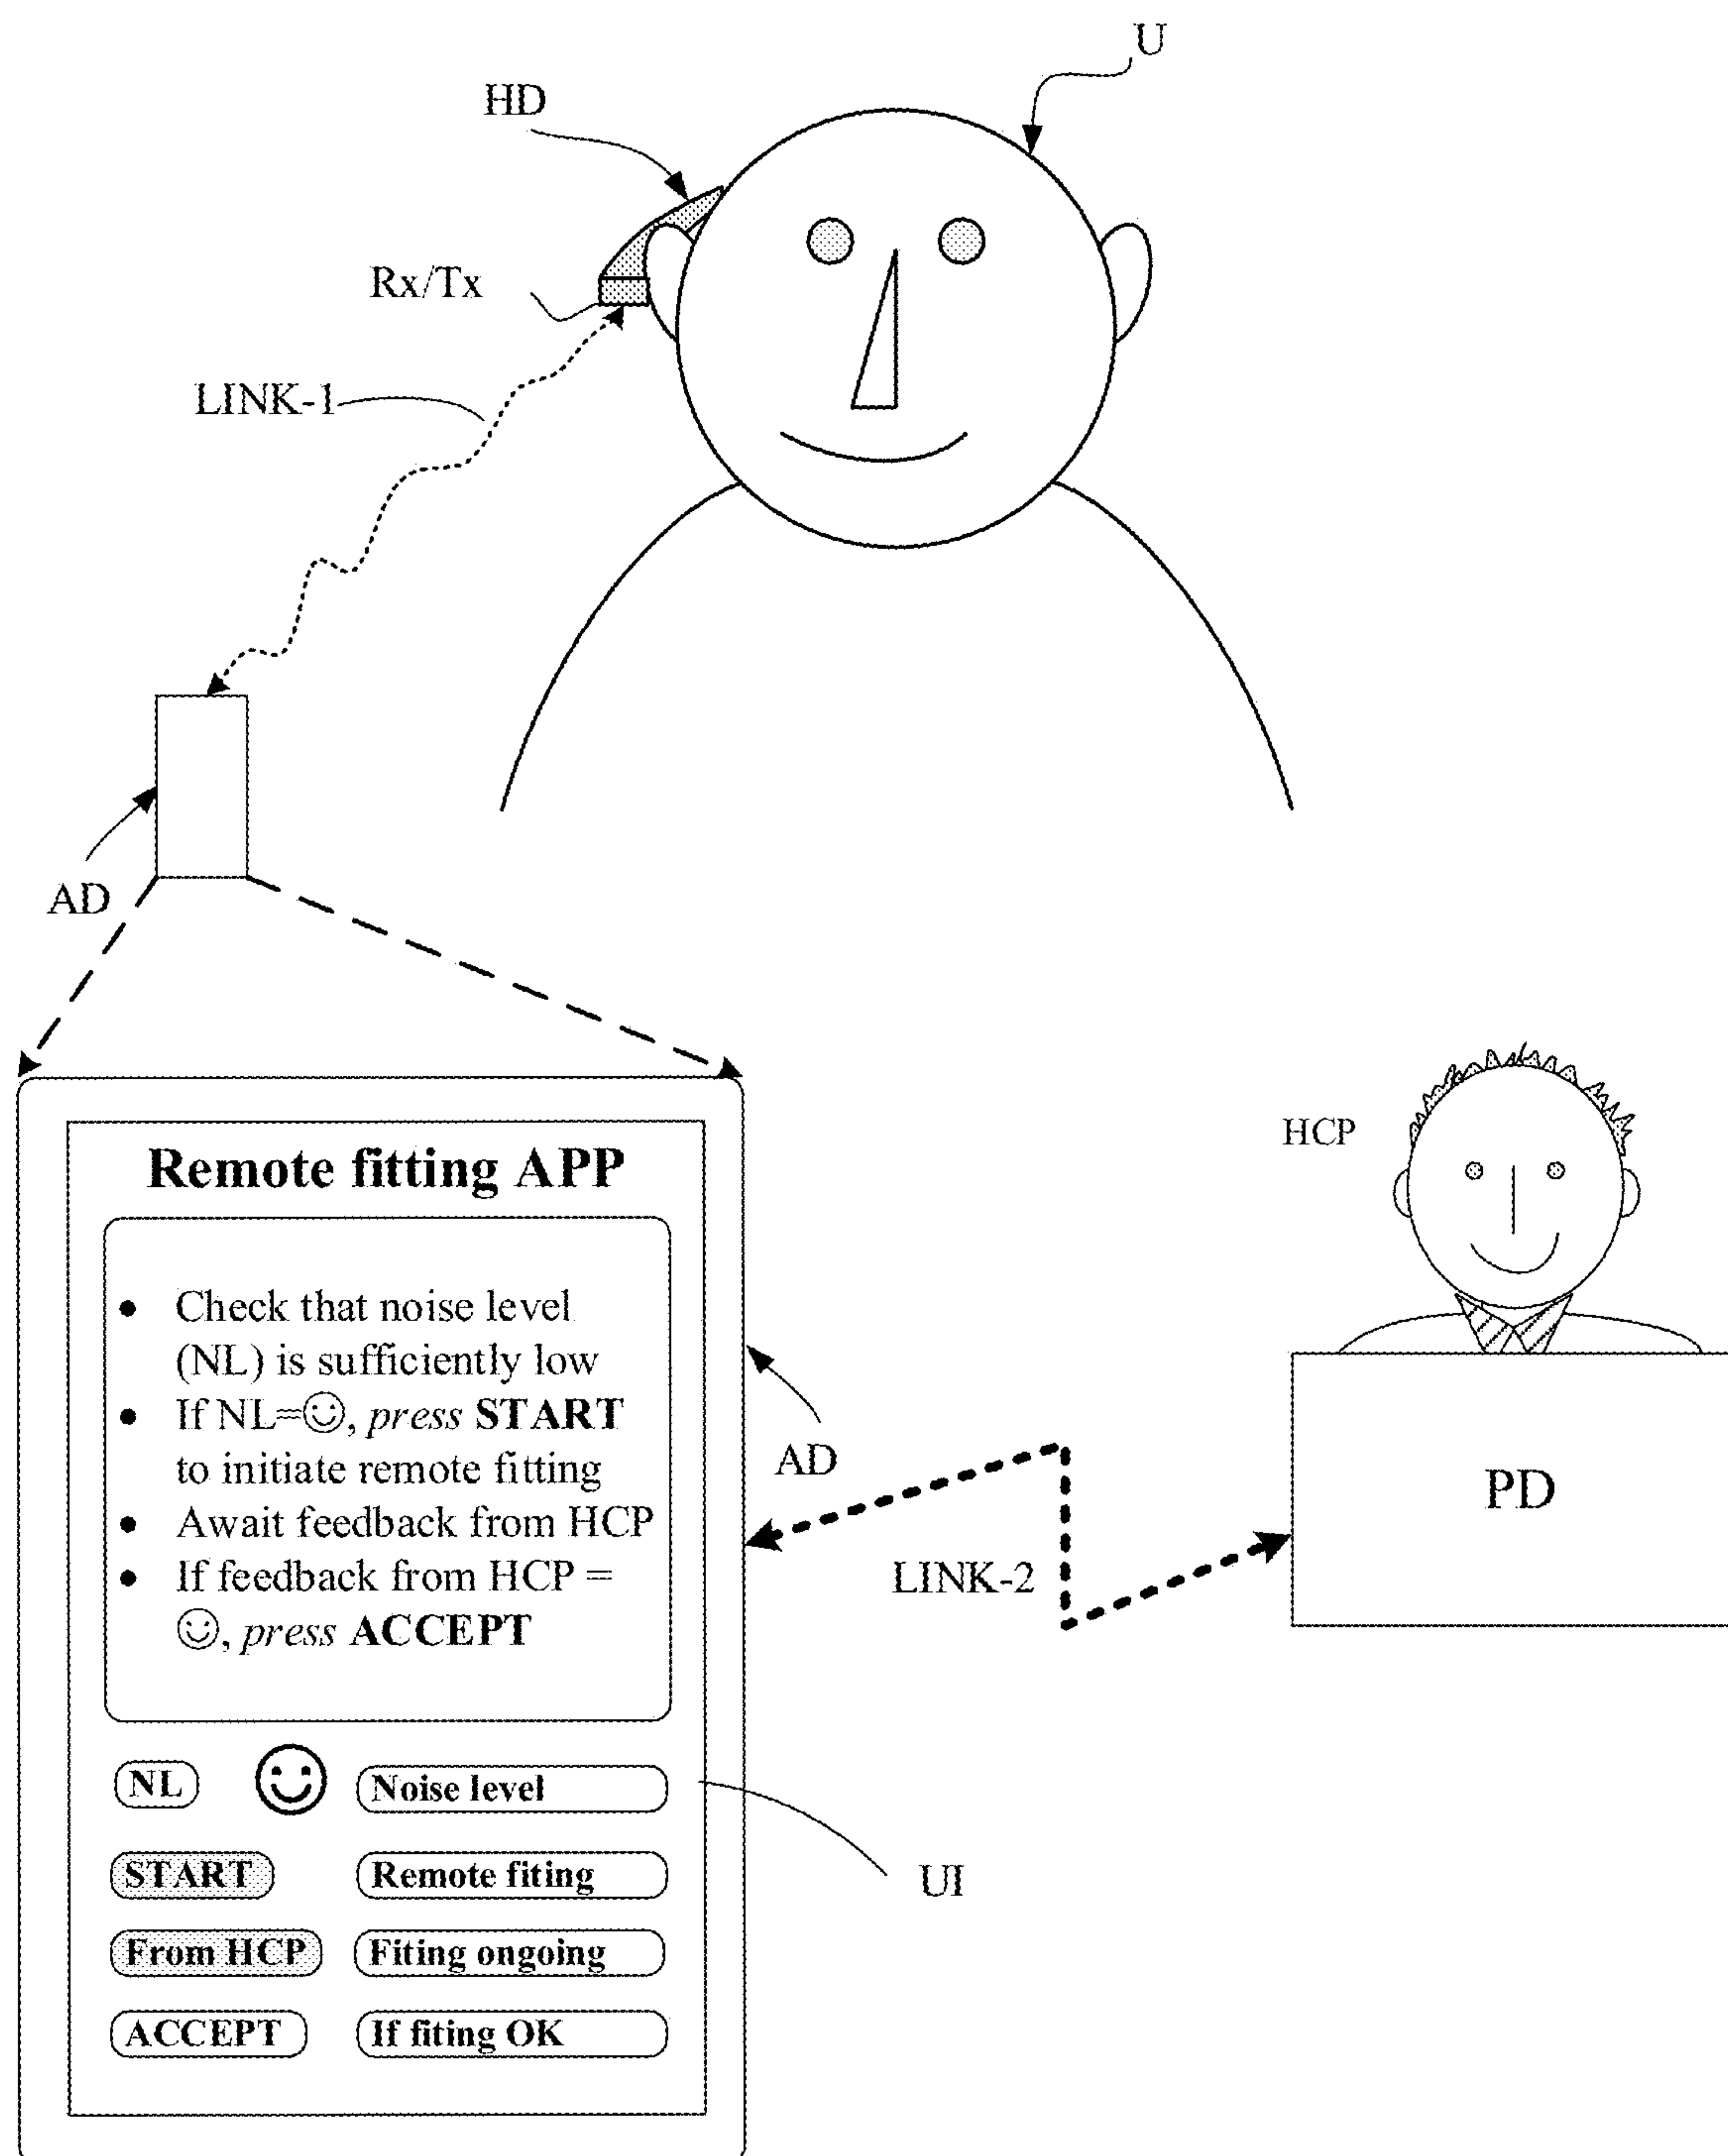 U
HD
Rx/Tx
LINK-1
AD
Remote fitting APP
• Check that noise level
(NL) is sufficiently low
• If NL=☺, press START
to initiate remote fitting
• Await feedback from HCP
• If feedback from HCP =
☺, press ACCEPT
NL ☺ Noise level
START Remote fiting
From HCP Fiting ongoing
ACCEPT If fiting OK
HCP
AD
PD
LINK-2
UI